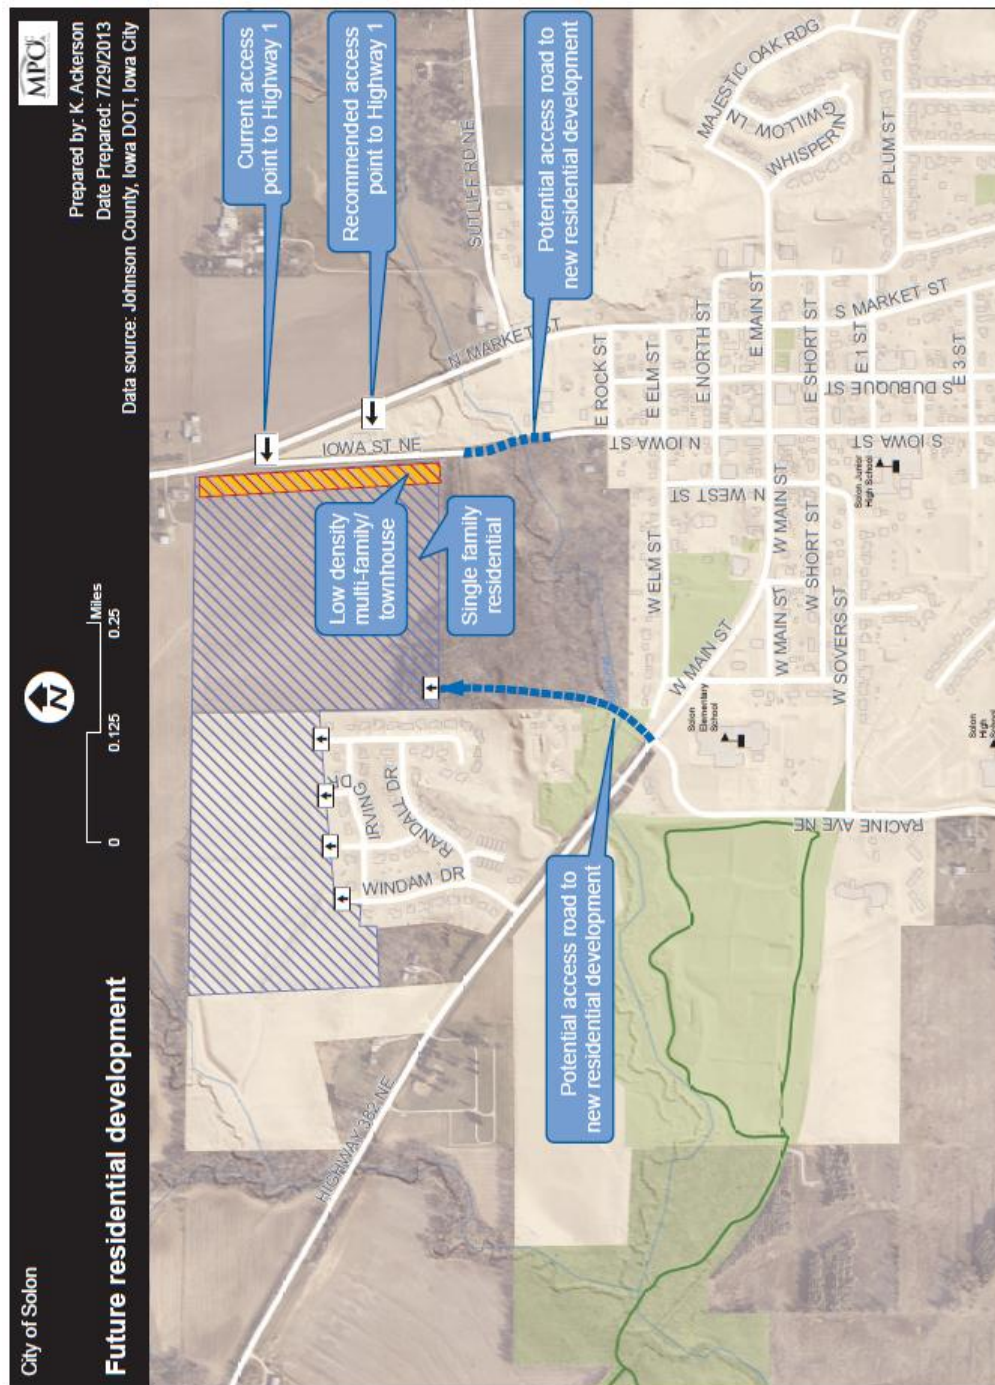 City of Solon
Future residential development
N
0
0.125
0.25
Miles
MPO
Prepared by: K. Ackerson
Date Prepared: 7/29/2013
Data source: Johnson County, Iowa DOT, Iowa City
Current access
point to Highway 1
Recommended access
point to Highway 1
Potential access road to
new residential development
Low density
multi-family/
townhouse
Single family
residential
Potential access road to
new residential development
HIGHWAY 382 NE
WINDAM DR
RANDALL DR
IRVING
DR
IOWA ST NE
N MARKET ST
SUTLIFF RD NE
E ROCK ST
E ELM ST
E NORTH ST
E MAIN ST
E SHORT ST
E 1 ST
E 3 ST
N IOWA ST
S IOWA ST
S DUBUQUE ST
S MARKET ST
N WEST ST
W ELM ST
W MAIN ST
W MAIN ST
W MAIN ST
W SHORT ST
W SOVERS ST
RACINE AVE NE
MAJESTIC OAK RDG
WILLOW LN
WHISPERING
PLUM ST
Solon
Elementary
School
Solon Junior
High School
Solon
High
School